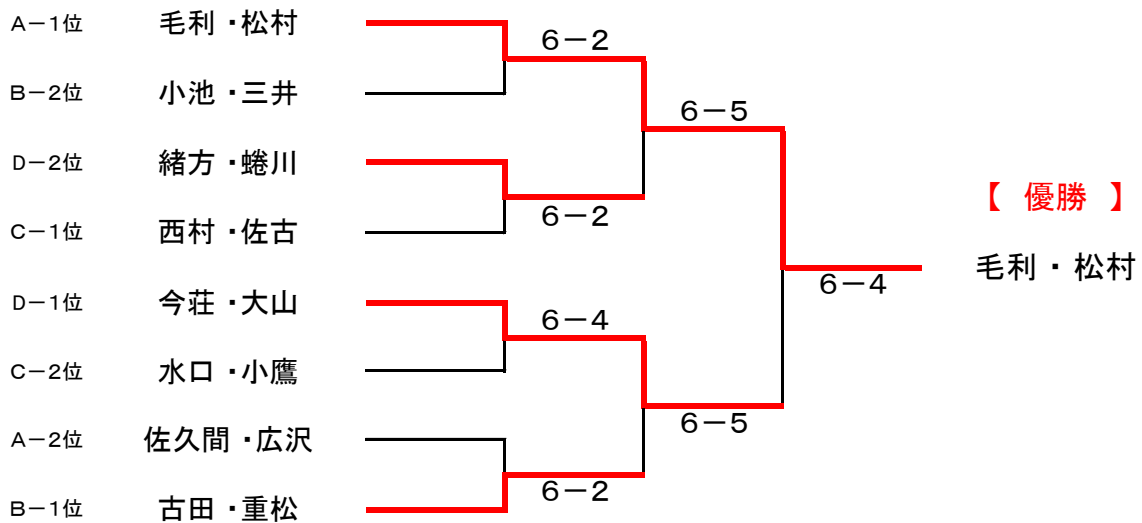 A－1位 毛利・松村
6－2
B－2位 小池・三井
6－5
D－2位 緒方・蜷川
【 優勝 】
6－2
C－1位 西村・佐古
毛利・松村
6－4
D－1位 今荘・大山
6－4
C－2位 水口・小鷹
6－5
A－2位 佐久間・広沢
6－2
B－1位 古田・重松